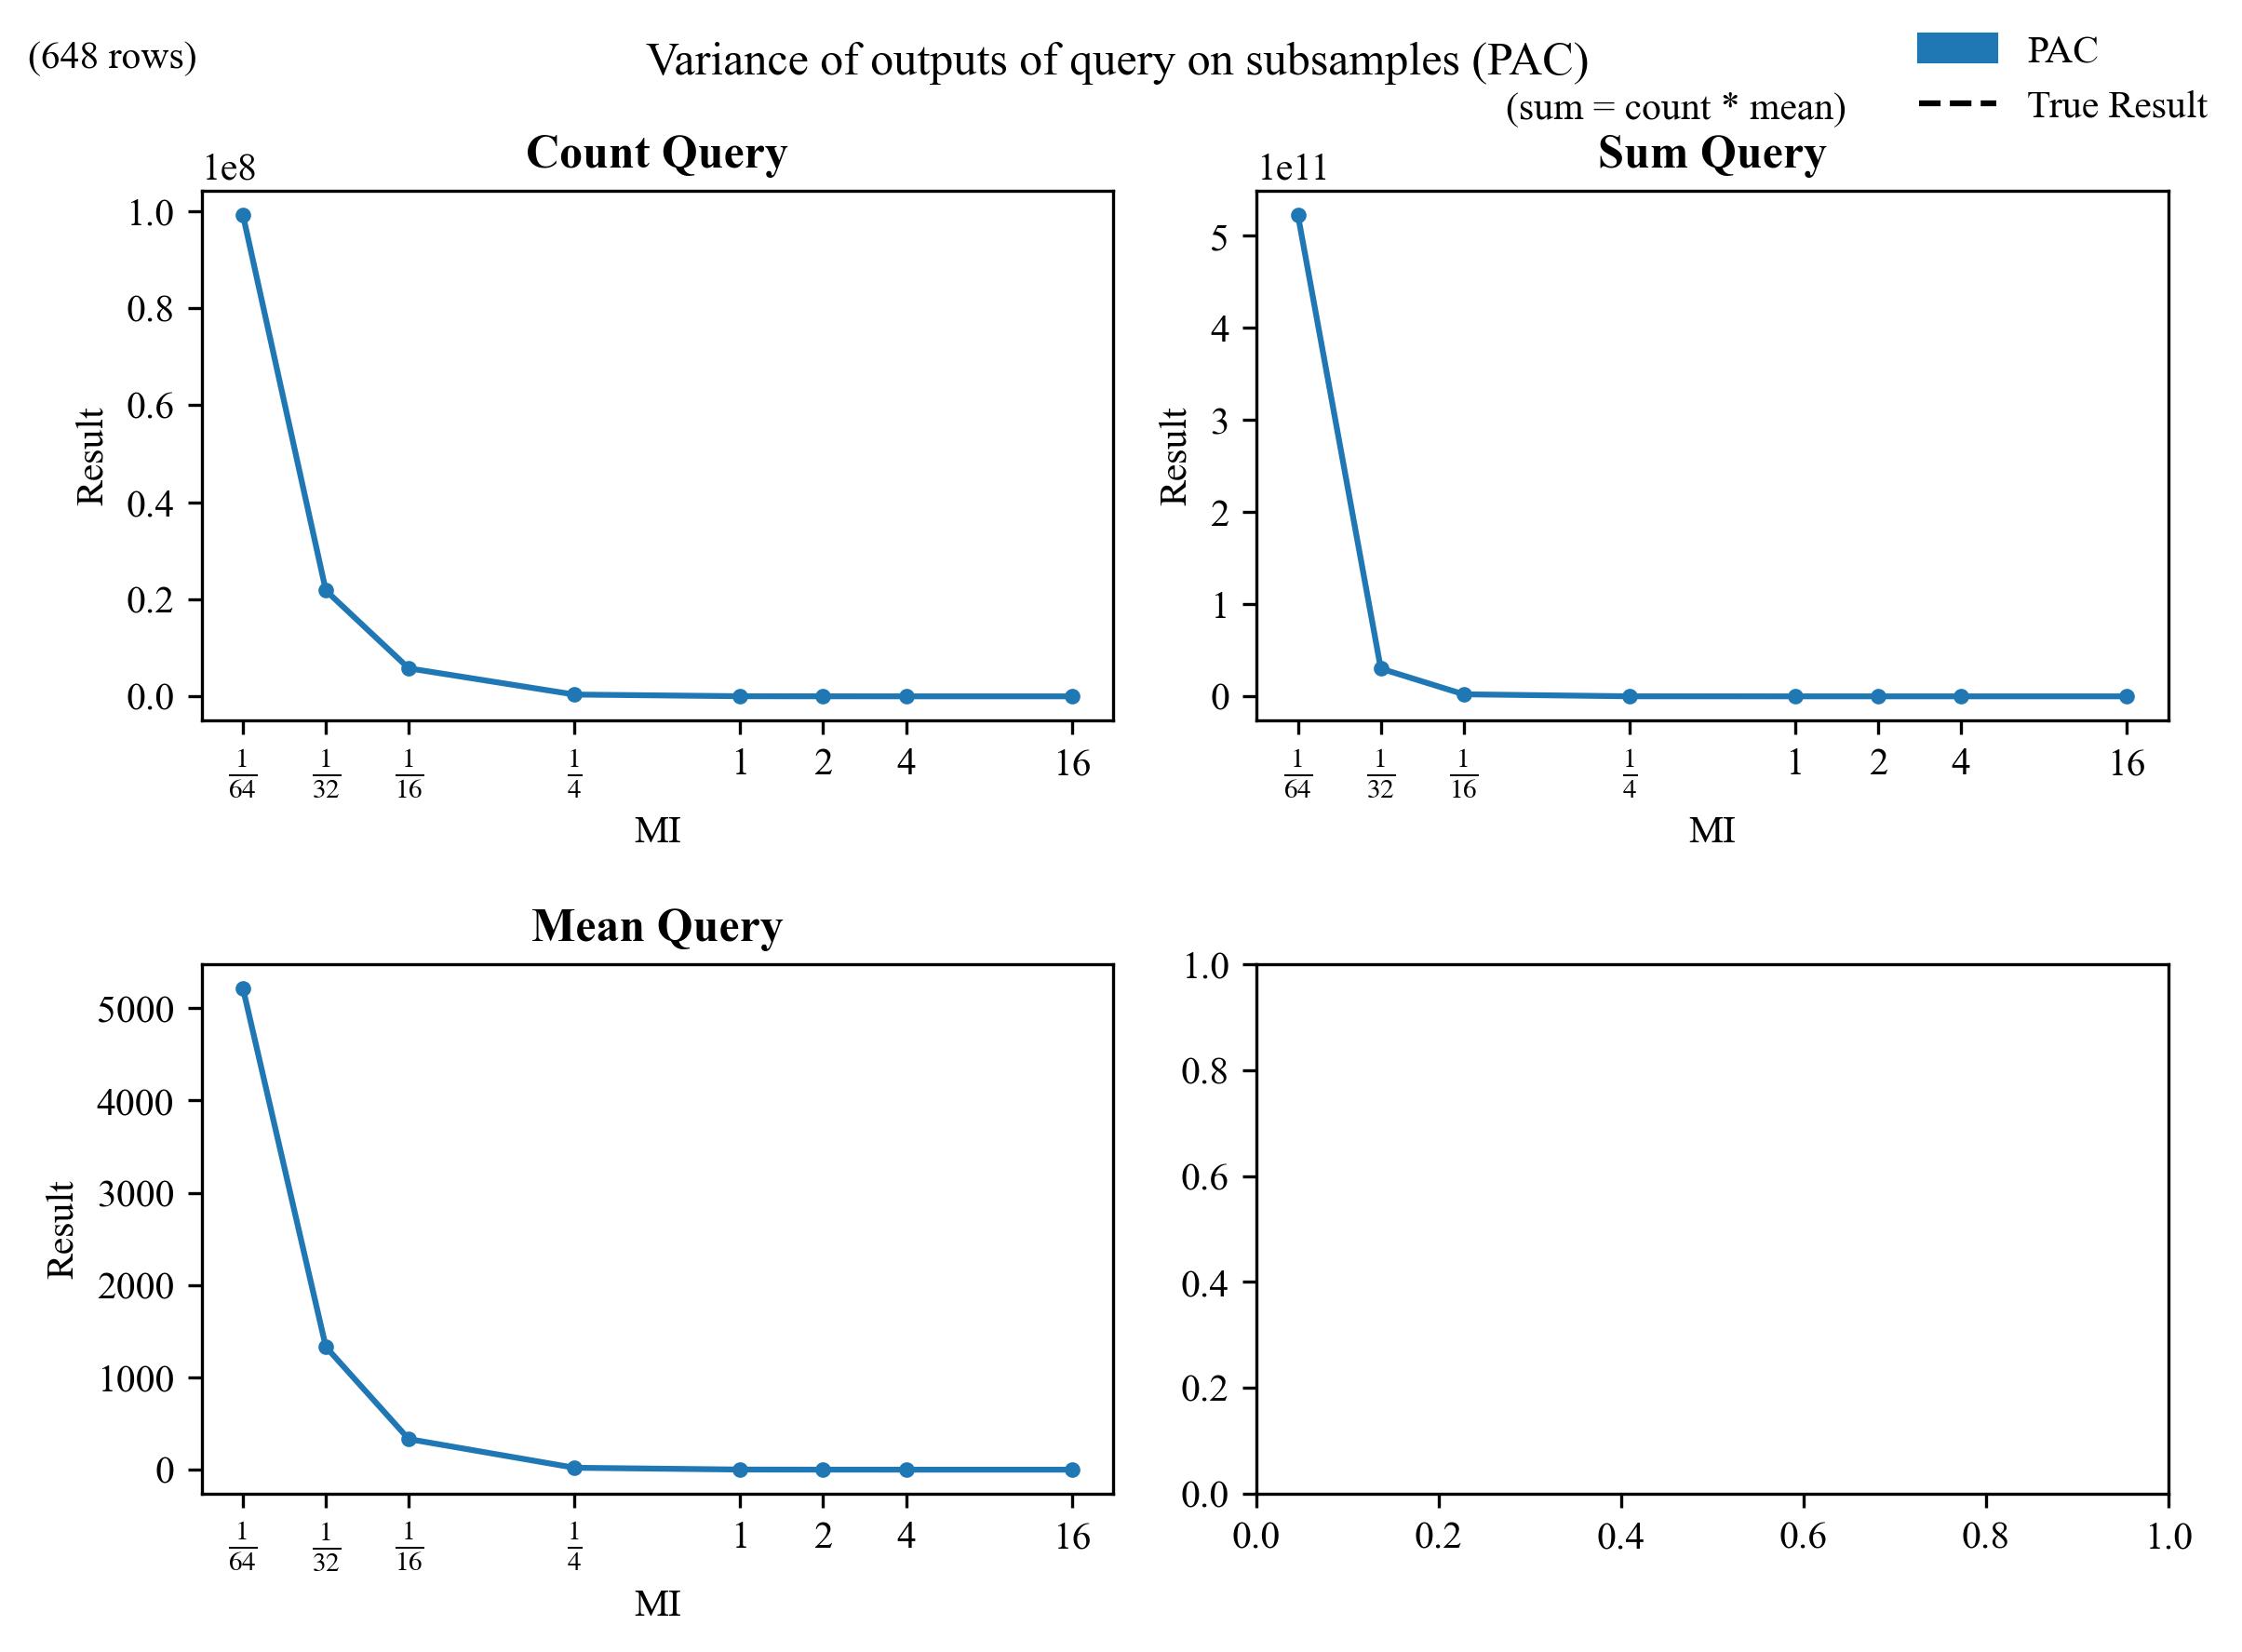 (648 rows)
Variance of outputs of query on subsamples (PAC)
PAC
True Result
(sum = count * mean)
Count Query
1e8
1.0
0.8
0.6
0.4
0.2
0.0
Result
1/64 1/32 1/16 1/4 1 2 4 16
MI
Sum Query
1e11
5
4
3
2
1
0
Result
1/64 1/32 1/16 1/4 1 2 4 16
MI
Mean Query
5000
4000
3000
2000
1000
0
Result
1/64 1/32 1/16 1/4 1 2 4 16
MI
1.0
0.8
0.6
0.4
0.2
0.0
0.0 0.2 0.4 0.6 0.8 1.0